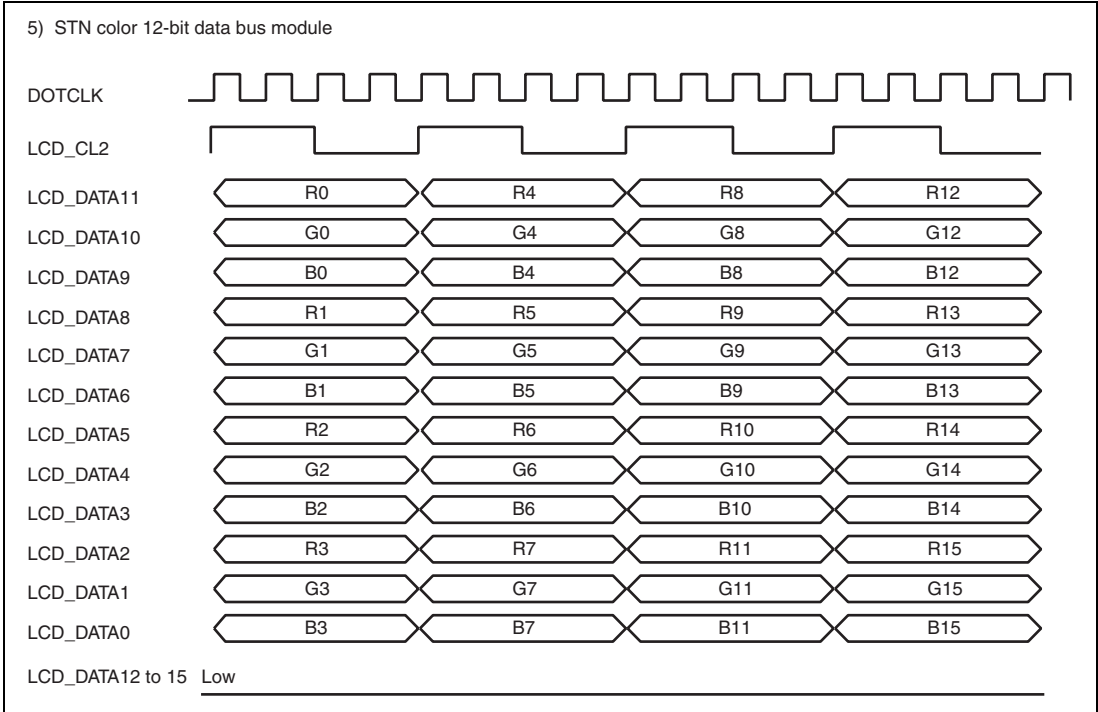 5) STN color 12-bit data bus module
DOTCLK
LCD_CL2
LCD_DATA11 R0 R4 R8 R12
LCD_DATA10 G0 G4 G8 G12
LCD_DATA9 B0 B4 B8 B12
LCD_DATA8 R1 R5 R9 R13
LCD_DATA7 G1 G5 G9 G13
LCD_DATA6 B1 B5 B9 B13
LCD_DATA5 R2 R6 R10 R14
LCD_DATA4 G2 G6 G10 G14
LCD_DATA3 B2 B6 B10 B14
LCD_DATA2 R3 R7 R11 R15
LCD_DATA1 G3 G7 G11 G15
LCD_DATA0 B3 B7 B11 B15
LCD_DATA12 to 15 Low